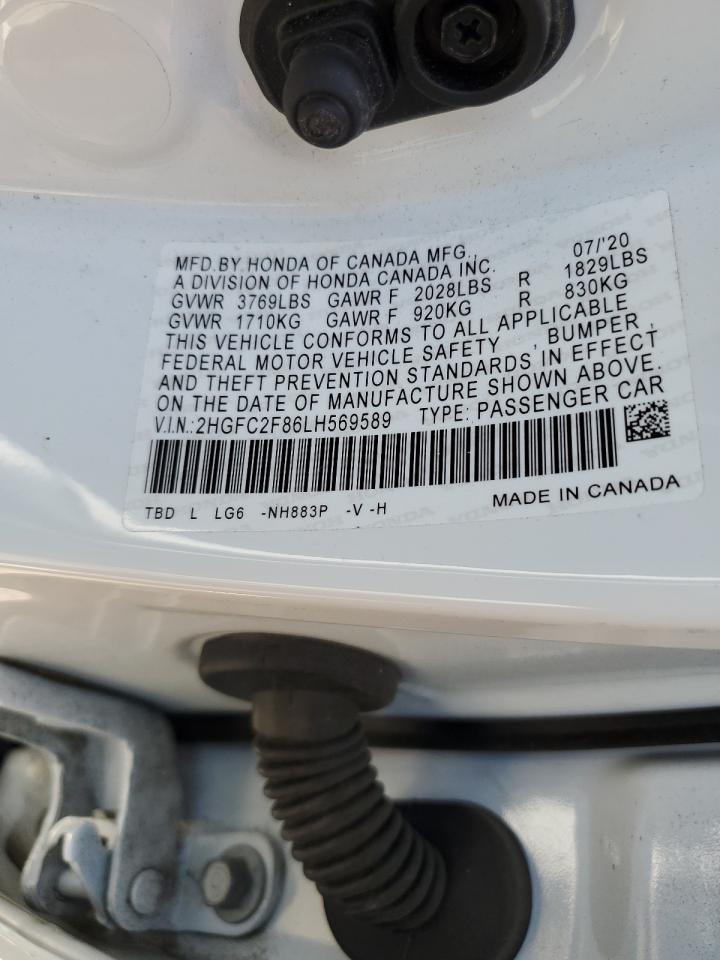 MFD.BY HONDA OF CANADA MFG., 07/'20
A DIVISION OF HONDA CANADA INC.
GVWR 3769LBS GAWR F 2028LBS R 1829LBS
GVWR 1710KG GAWR F 920KG R 830KG
THIS VEHICLE CONFORMS TO ALL APPLICABLE
FEDERAL MOTOR VEHICLE SAFETY , BUMPER ,
AND THEFT PREVENTION STANDARDS IN EFFECT
ON THE DATE OF MANUFACTURE SHOWN ABOVE.
V.I.N.: 2HGFC2F86LH569589 TYPE: PASSENGER CAR
TBD L LG6 -NH883P -V -H MADE IN CANADA